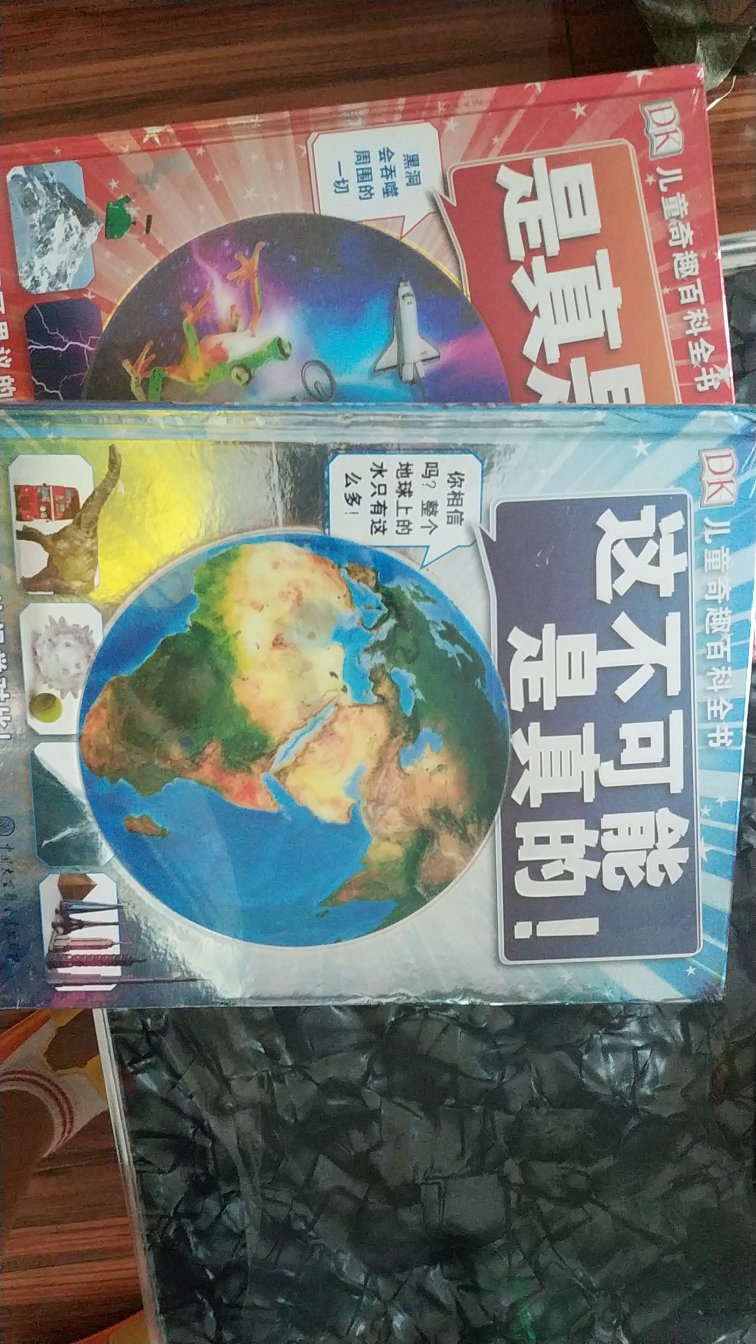 DK
儿童奇趣百科全书
是真
黑洞
会吞噬
周围的
一切
DK
儿童奇趣百科全书
这不可能
是真的!
你相信
吗?整个
地球上的
水只有这
么多!